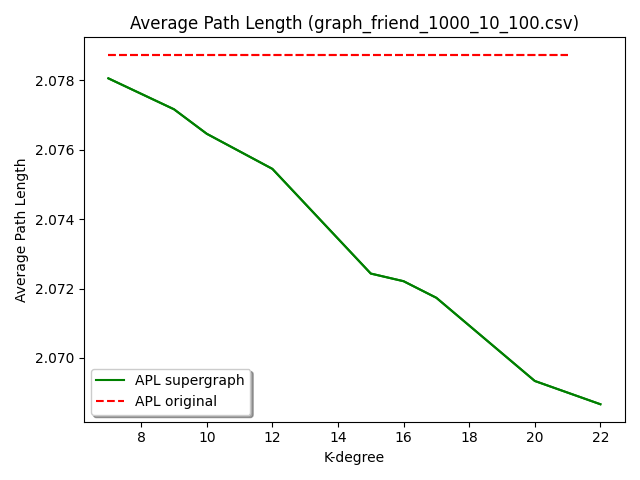 Average Path Length (graph_friend_1000_10_100.csv)
2.078
2.076
2.074
2.072
2.070
Average Path Length
APL supergraph
APL original
8 10 12 14 16 18 20 22
K-degree